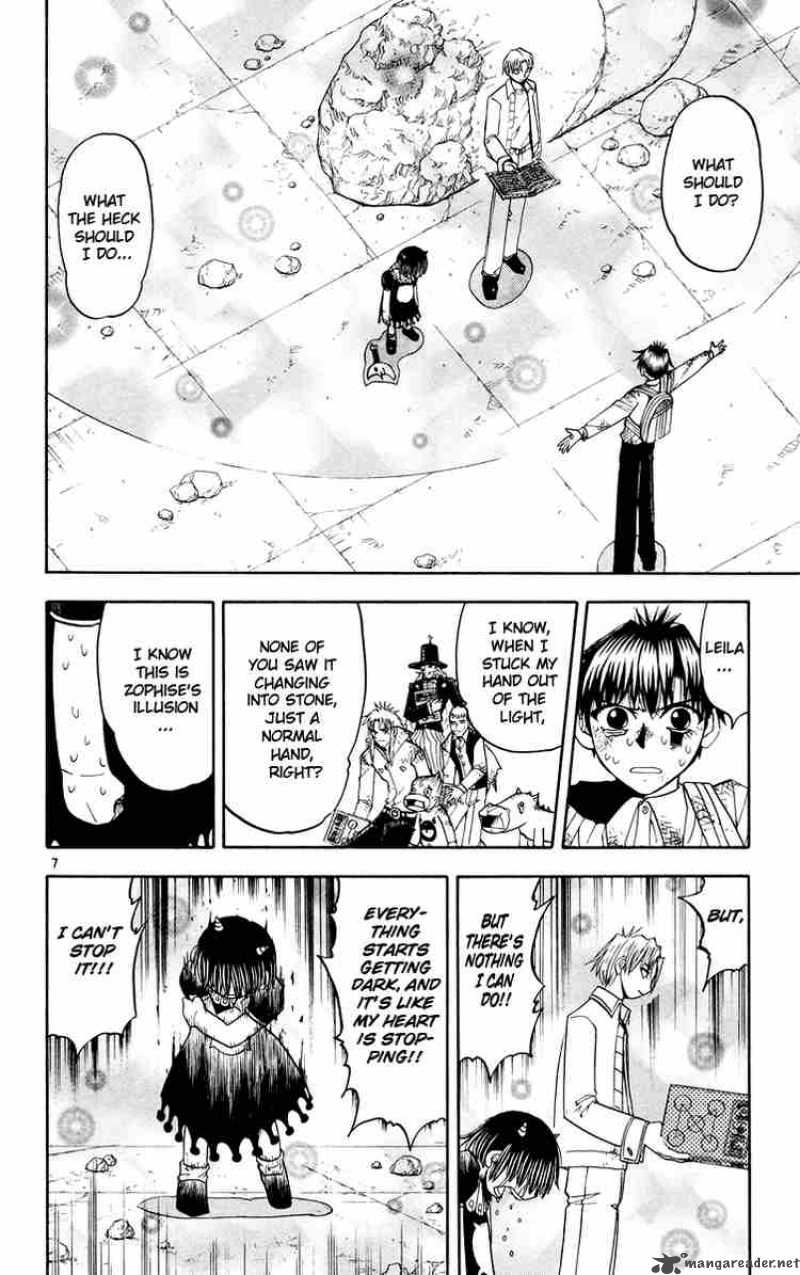 WHAT
SHOULD
I DO?
WHAT
THE HECK
SHOULD
I DO...
LEILA
...
I KNOW,
WHEN I
STUCK MY
HAND OUT
OF THE
LIGHT,
NONE OF
YOU SAW IT
CHANGING
INTO STONE,
JUST A
NORMAL
HAND,
RIGHT?
I KNOW
THIS IS
ZOPHISE'S
ILLUSION
...
7
BUT,
BUT
THERE'S
NOTHING
I CAN
DO!!
EVERY-
THING
STARTS
GETTING
DARK, AND
IT'S LIKE
MY HEART
IS STOP-
PING!!
I CAN'T
STOP
IT!!!
mangareader.net